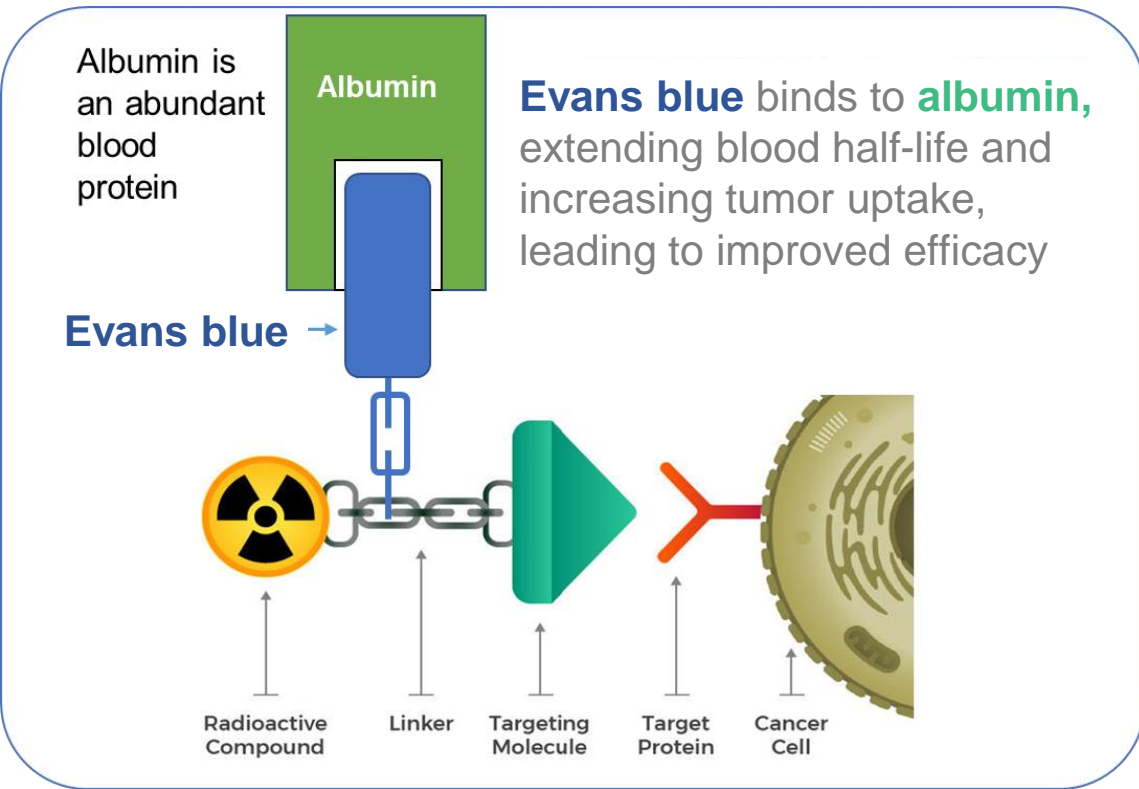 Albumin is
an abundant
blood
protein
Albumin
Evans blue binds to albumin,
extending blood half-life and
increasing tumor uptake,
leading to improved efficacy
Evans blue
Radioactive
Compound
Linker
Targeting
Molecule
Target
Protein
Cancer
Cell